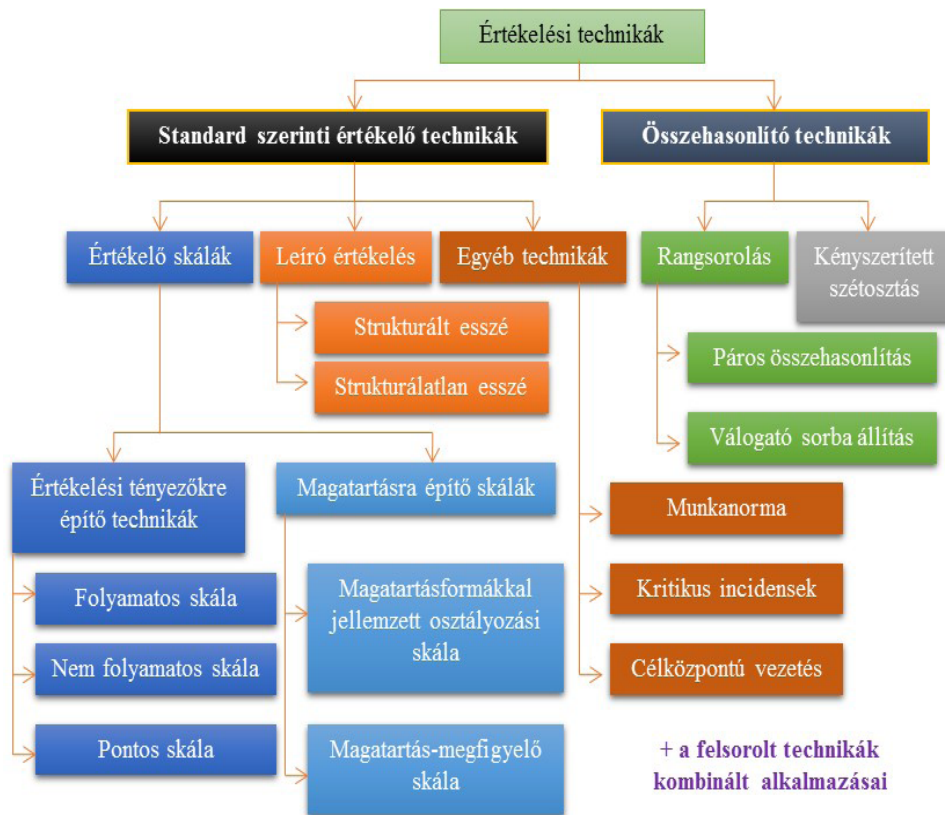 Értékelési technikák
Standard szerinti értékelő technikák
Összehasonlító technikák
Értékelő skálák
Leíró értékelés
Egyéb technikák
Rangsorolás
Kényszerített
szétosztás
Strukturált esszé
Strukturálatlan esszé
Páros összehasonlítás
Válogató sorba állítás
Értékelési tényezőkre
építő technikák
Magatartásra építő skálák
Folyamatos skála
Nem folyamatos skála
Pontos skála
Magatartásformákkal
jellemzett osztályozási
skála
Magatartás-megfigyelő
skála
Munkanorma
Kritikus incidensek
Célközpontú vezetés
+ a felsorolt technikák
kombinált alkalmazásai